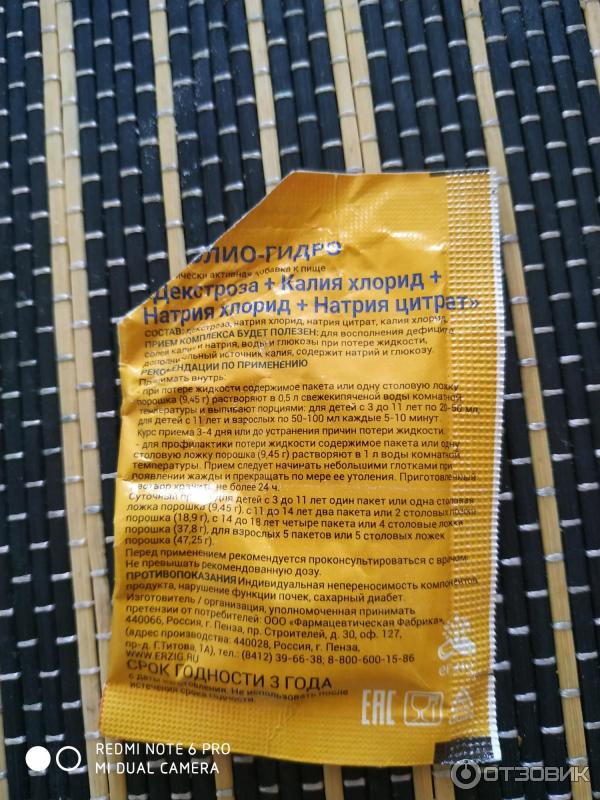 ОЛИО-ГИДРО
ически активная добавка к пище
«Декстроза + Калия хлорид +
Натрия хлорид + Натрия цитрат»
СОСТАВ: декстроза, натрия хлорид, натрия цитрат, калия хлорид.
ПРИЕМ КОМПЛЕКСА БУДЕТ ПОЛЕЗЕН: для восполнения дефицита
солей калия и натрия, воды и глюкозы при потере жидкости,
дополнительный источник калия, содержит натрий и глюкозу.
РЕКОМЕНДАЦИИ ПО ПРИМЕНЕНИЮ
Принимать внутрь:
- при потере жидкости содержимое пакета или одну столовую ложку
порошка (9,45 г) растворяют в 0,5 л свежекипяченой воды комнатной
температуры и выпивают порциями: для детей с 3 до 11 лет по 20-50 мл,
для детей с 11 лет и взрослых по 50-100 мл каждые 5-10 минут.
Курс приема 3-4 дня или до устранения причин потери жидкости.
- для профилактики потери жидкости содержимое пакета или одну
столовую ложку порошка (9,45 г) растворяют в 1 л воды комнатной
температуры. Прием следует начинать небольшими глотками при
появлении жажды и прекращать по мере ее утоления. Приготовленный
раствор хранить не более 24 ч.
Суточный прием для детей с 3 до 11 лет один пакет или одна столовая
ложка порошка (9,45 г), с 11 до 14 лет два пакета или 2 столовых ложки
порошка (18,9 г), с 14 до 18 лет четыре пакета или 4 столовые ложки
порошка (37,8 г), для взрослых 5 пакетов или 5 столовых ложек
порошка (47,25 г).
Перед применением рекомендуется проконсультироваться с врачом.
Не превышать рекомендованную дозу.
ПРОТИВОПОКАЗАНИЯ Индивидуальная непереносимость компонентов
продукта, нарушение функции почек, сахарный диабет.
Изготовитель / организация, уполномоченная принимать
претензии от потребителей: ООО «Фармацевтическая Фабрика»,
440066, Россия, г. Пенза, пр. Строителей, д. 30, оф. 127,
(адрес производства: 440028, Россия, г. Пенза,
пр-д. Г.Титова, 1А), тел.: (8412) 39-66-38; 8-800-600-15-86
WWW.ERZIG.RU
СРОК ГОДНОСТИ 3 ГОДА
с даты изготовления. Не использовать после
истечения срока годности.
EAC
REDMI NOTE 6 PRO
MI DUAL CAMERA
ОТЗОВИК